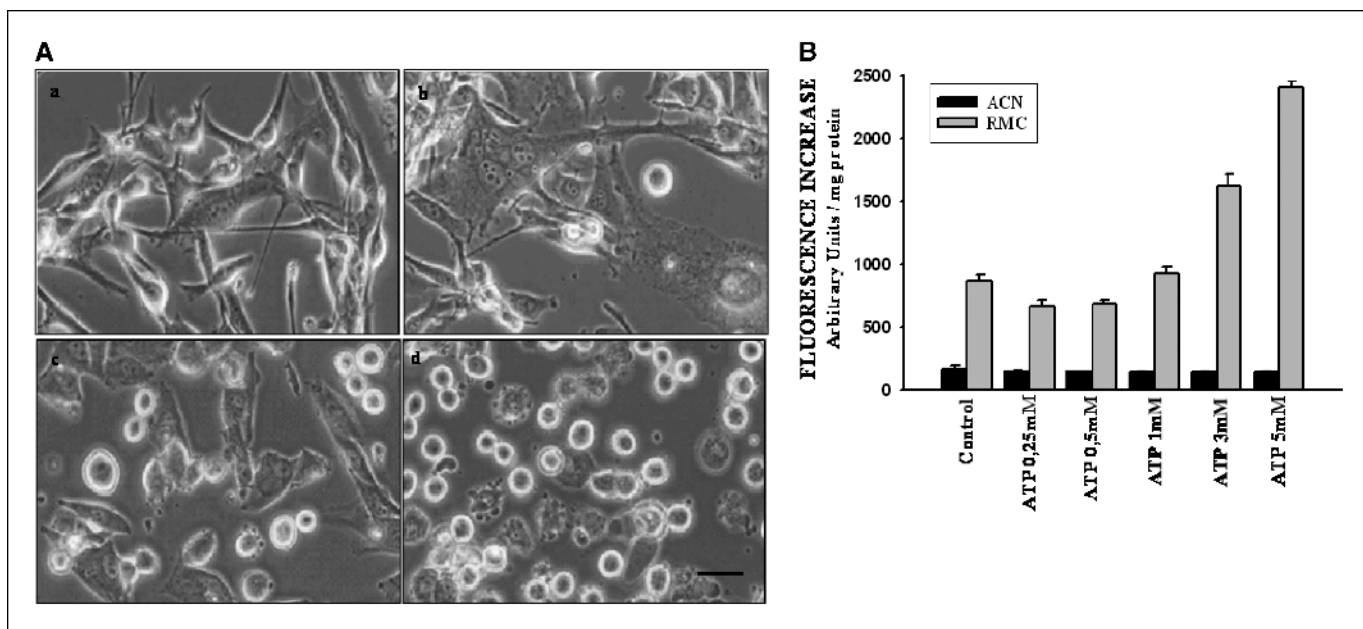 A
a
b
c
d
B
FLUORESCENCE INCREASE
Arbitrary Units / mg protein
2500
2000
1500
1000
500
0
ACN
RMC
Control
ATP 0,25mM
ATP 0,5mM
ATP 1mM
ATP 3mM
ATP 5mM